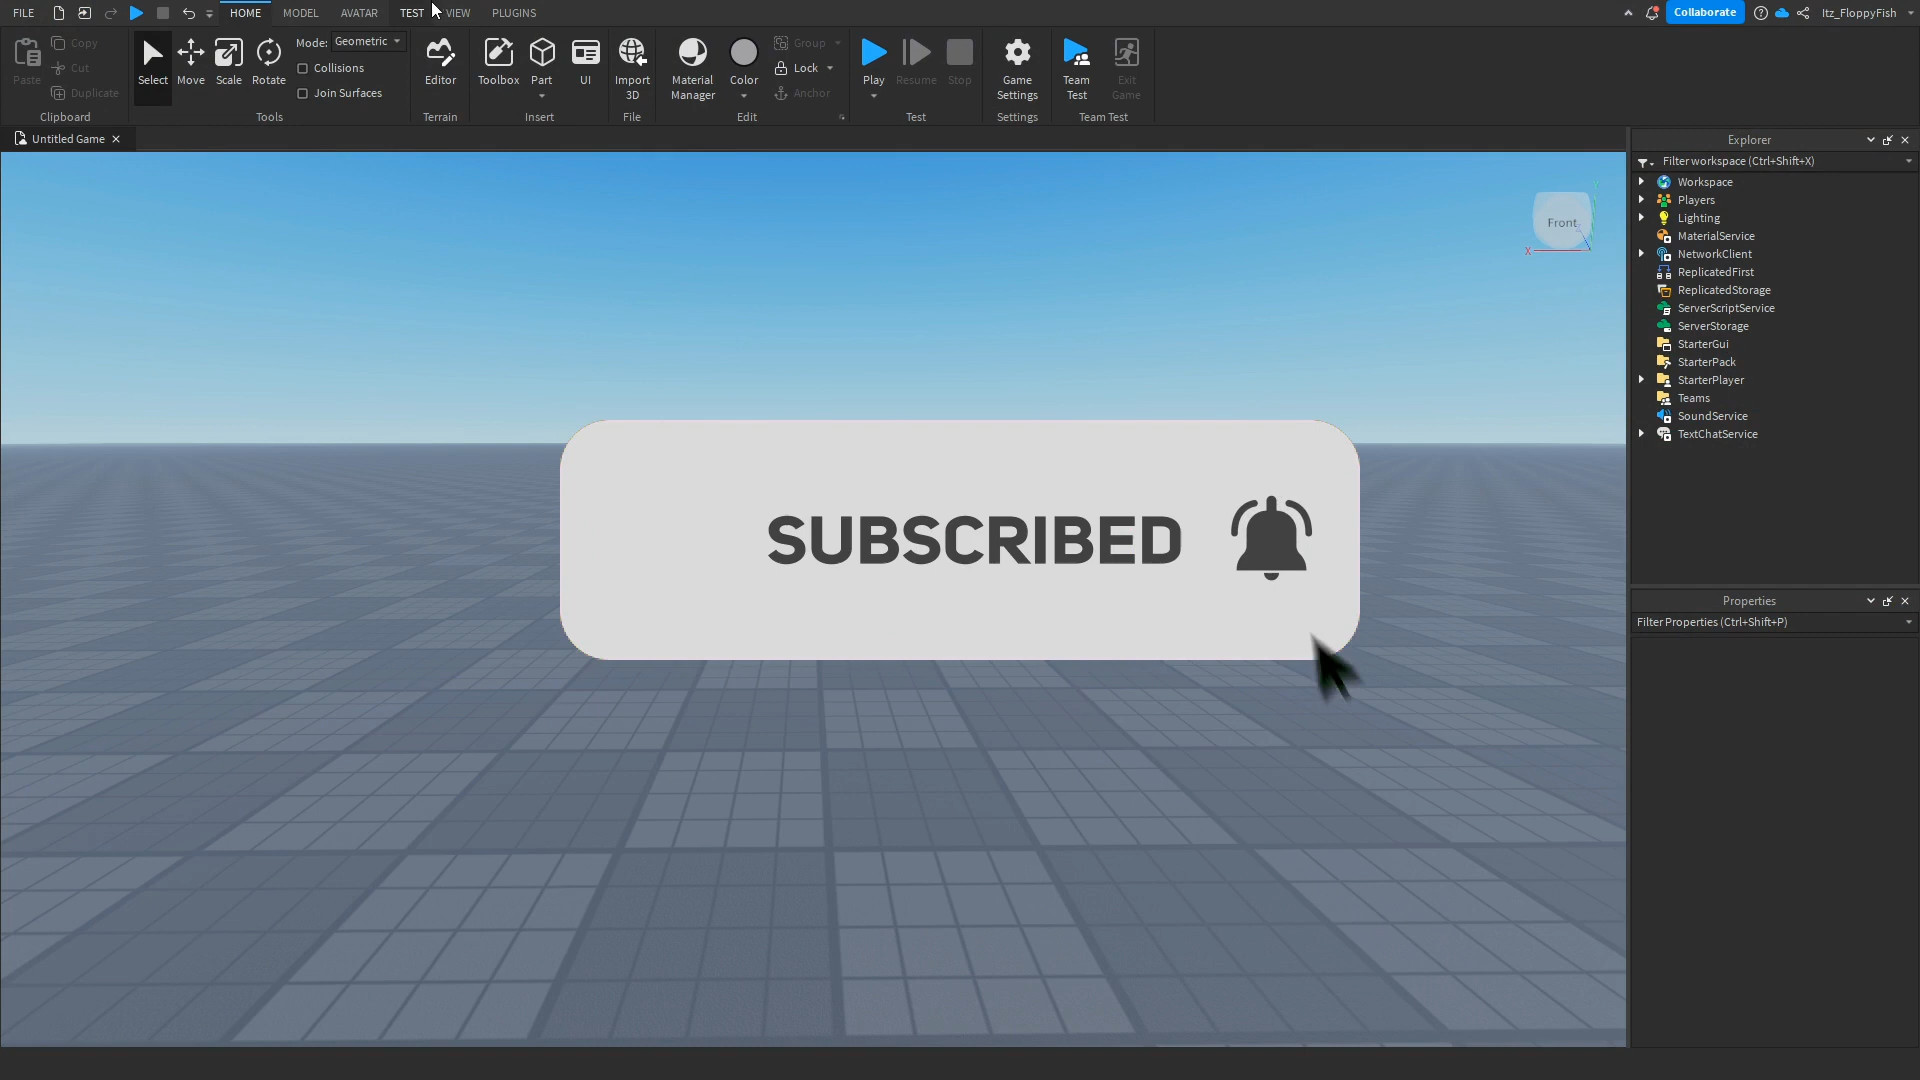 FILE HOME MODEL AVATAR TEST VIEW PLUGINS Collaborate Itz_FloppyFish
Paste Copy Cut Duplicate
Clipboard
Select Move Scale Rotate
Mode: Geometric
Collisions
Join Surfaces
Tools
Editor
Terrain
Toolbox Part UI
Insert
Import
3D
File
Material
Manager
Color
Group
Lock
Anchor
Edit
Play Resume Stop
Test
Game
Settings
Settings
Team
Test
Exit
Game
Team Test
Untitled Game
Front
X
SUBSCRIBED
Explorer
Filter workspace (Ctrl+Shift+X)
Workspace
Players
Lighting
MaterialService
NetworkClient
ReplicatedFirst
ReplicatedStorage
ServerScriptService
ServerStorage
StarterGui
StarterPack
StarterPlayer
Teams
SoundService
TextChatService
Properties
Filter Properties (Ctrl+Shift+P)